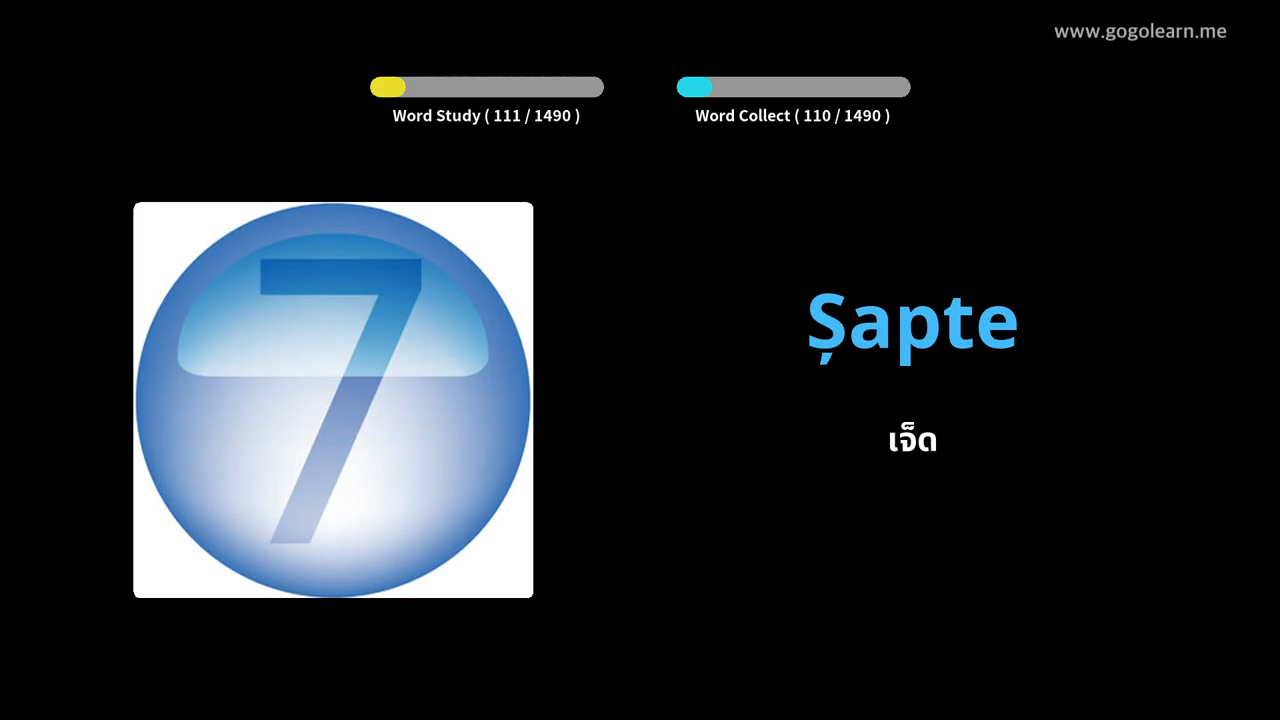 www.gogolearn.me
Word Study ( 111 / 1490 )
Word Collect ( 110 / 1490 )
7
Șapte
เจ็ด